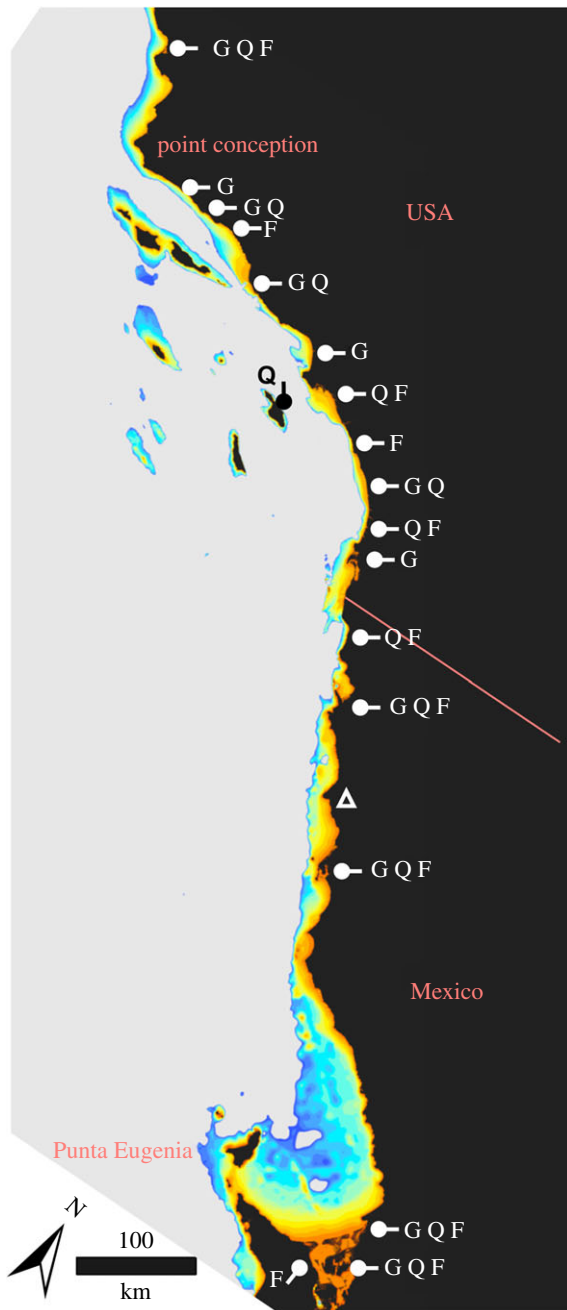 G Q F
point conception
G
G Q
USA
F
G Q
G
Q
Q F
F
G Q
Q F
G
Q F
G Q F
G Q F
Mexico
Punta Eugenia
N
G Q F
100
km
F
G Q F